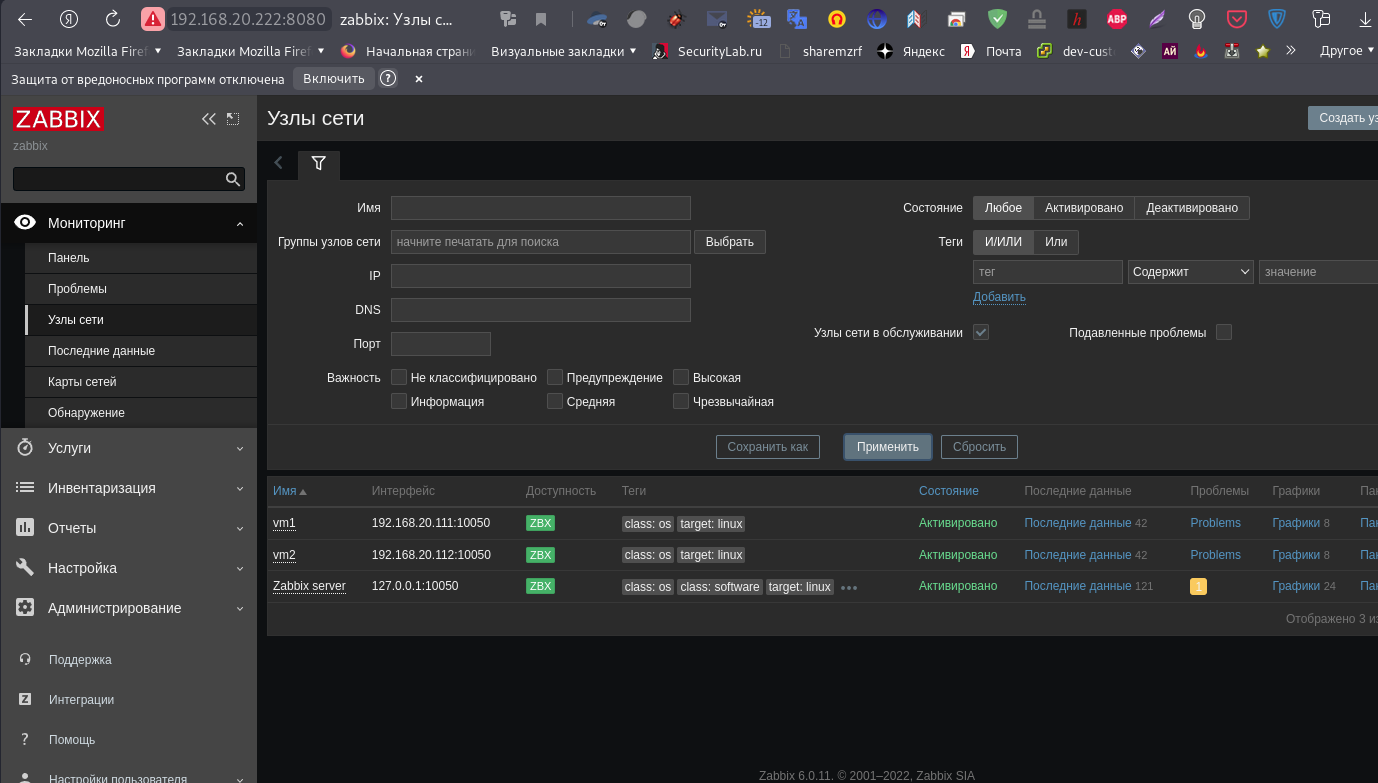 192.168.20.222:8080 zabbix: Узлы с...
-12
ABP
Закладки Mozilla Firef Закладки Mozilla Firef Начальная страни Визуальные закладки SecurityLab.ru sharemzrf Яндекс Почта dev-cust АЙ Другое
Защита от вредоносных программ отключена Включить ?
ZABBIX
zabbix
Мониторинг
Панель
Проблемы
Узлы сети
Последние данные
Карты сетей
Обнаружение
Услуги
Инвентаризация
Отчеты
Настройка
Администрирование
Поддержка
Интеграции
Помощь
Настройки пользователя
Узлы сети
Создать уз
Имя
Группы узлов сети начните печатать для поиска Выбрать
IP
DNS
Порт
Важность Не классифицировано Предупреждение Высокая
Информация Средняя Чрезвычайная
Состояние Любое Активировано Деактивировано
Теги И/ИЛИ Или
тег Содержит значение
Добавить
Узлы сети в обслуживании Подавленные проблемы
Сохранить как Применить Сбросить
Имя Интерфейс Доступность Теги Состояние Последние данные Проблемы Графики Пан
vm1 192.168.20.111:10050 ZBX class: os target: linux Активировано Последние данные 42 Problems Графики 8 Пан
vm2 192.168.20.112:10050 ZBX class: os target: linux Активировано Последние данные 42 Problems Графики 8 Пан
Zabbix server 127.0.0.1:10050 ZBX class: os class: software target: linux Активировано Последние данные 121 1 Графики 24 Пан
Отображено 3 из
Zabbix 6.0.11. © 2001–2022, Zabbix SIA